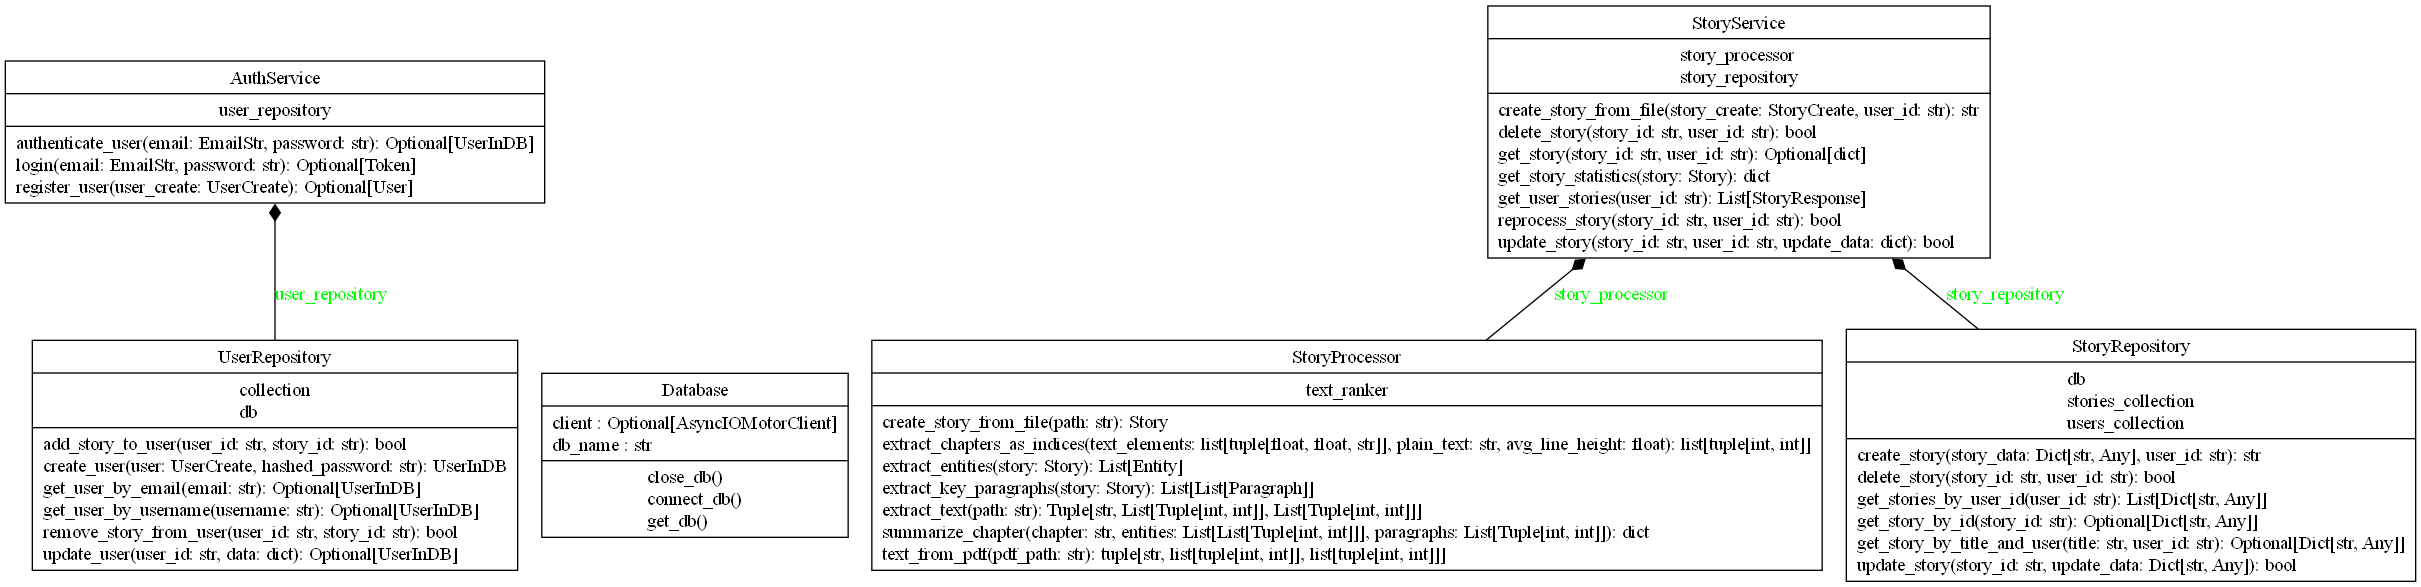 AuthService
user_repository
authenticate_user(email: EmailStr, password: str): Optional[UserInDB]
login(email: EmailStr, password: str): Optional[Token]
register_user(user_create: UserCreate): Optional[User]
StoryService
story_processor
story_repository
create_story_from_file(story_create: StoryCreate, user_id: str): str
delete_story(story_id: str, user_id: str): bool
get_story(story_id: str, user_id: str): Optional[dict]
get_story_statistics(story: Story): dict
get_user_stories(user_id: str): List[StoryResponse]
reprocess_story(story_id: str, user_id: str): bool
update_story(story_id: str, user_id: str, update_data: dict): bool
user_repository
story_processor
story_repository
UserRepository
collection
db
add_story_to_user(user_id: str, story_id: str): bool
create_user(user: UserCreate, hashed_password: str): UserInDB
get_user_by_email(email: str): Optional[UserInDB]
get_user_by_username(username: str): Optional[UserInDB]
remove_story_from_user(user_id: str, story_id: str): bool
update_user(user_id: str, data: dict): Optional[UserInDB]
Database
client : Optional[AsyncIOMotorClient]
db_name : str
close_db()
connect_db()
get_db()
StoryProcessor
text_ranker
create_story_from_file(path: str): Story
extract_chapters_as_indices(text_elements: list[tuple[float, float, str]], plain_text: str, avg_line_height: float): list[tuple[int, int]]
extract_entities(story: Story): List[Entity]
extract_key_paragraphs(story: Story): List[List[Paragraph]]
extract_text(path: str): Tuple[str, List[Tuple[int, int]], List[Tuple[int, int]]]
summarize_chapter(chapter: str, entities: List[List[Tuple[int, int]]], paragraphs: List[Tuple[int, int]]): dict
text_from_pdf(pdf_path: str): tuple[str, list[tuple[int, int]], list[tuple[int, int]]]
StoryRepository
db
stories_collection
users_collection
create_story(story_data: Dict[str, Any], user_id: str): str
delete_story(story_id: str, user_id: str): bool
get_stories_by_user_id(user_id: str): List[Dict[str, Any]]
get_story_by_id(story_id: str): Optional[Dict[str, Any]]
get_story_by_title_and_user(title: str, user_id: str): Optional[Dict[str, Any]]
update_story(story_id: str, update_data: Dict[str, Any]): bool